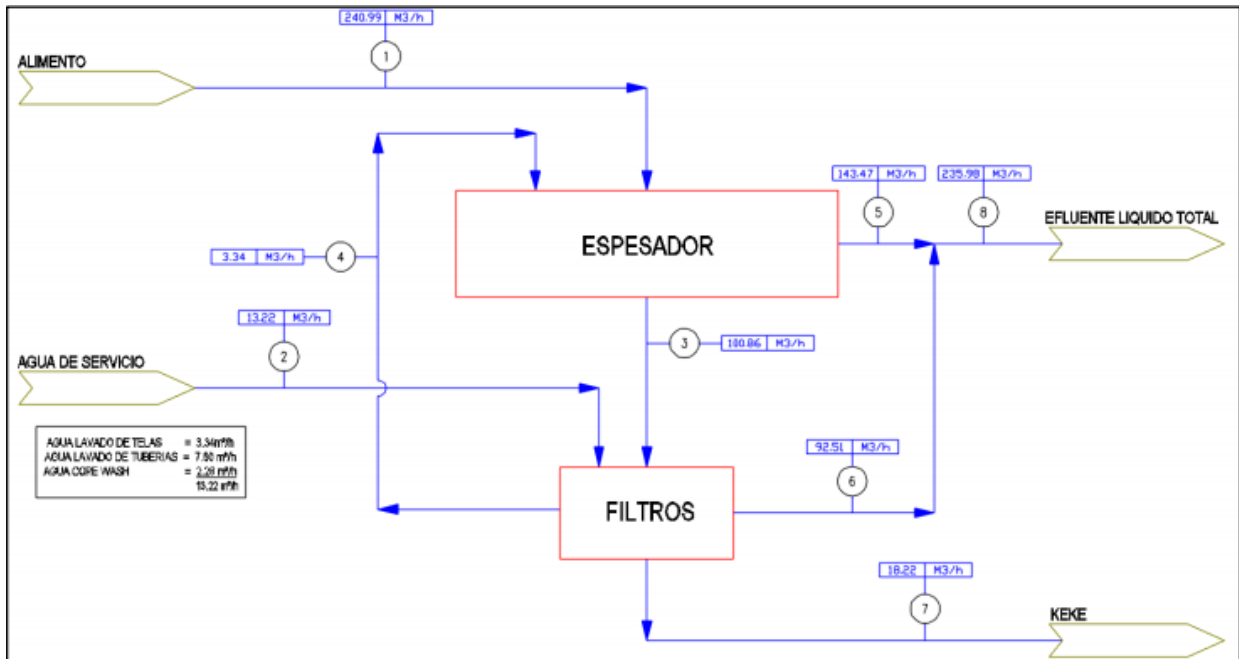 240.99 M3/h
1
ALIMENTO
143.47 M3/h
235.98 M3/h
5
8
EFLUENTE LIQUIDO TOTAL
ESPESADOR
3.34 M3/h
4
13.22 M3/h
2
3
100.86 M3/h
AGUA DE SERVICIO
AGUA LAVADO DE TELAS = 3.34m³/h
AGUA LAVADO DE TUBERIAS = 7.60 m³/h
AGUA CORE WASH = 2.28 m³/h
13.22 m³/h
92.51 M3/h
6
FILTROS
18.22 M3/h
7
KEKE